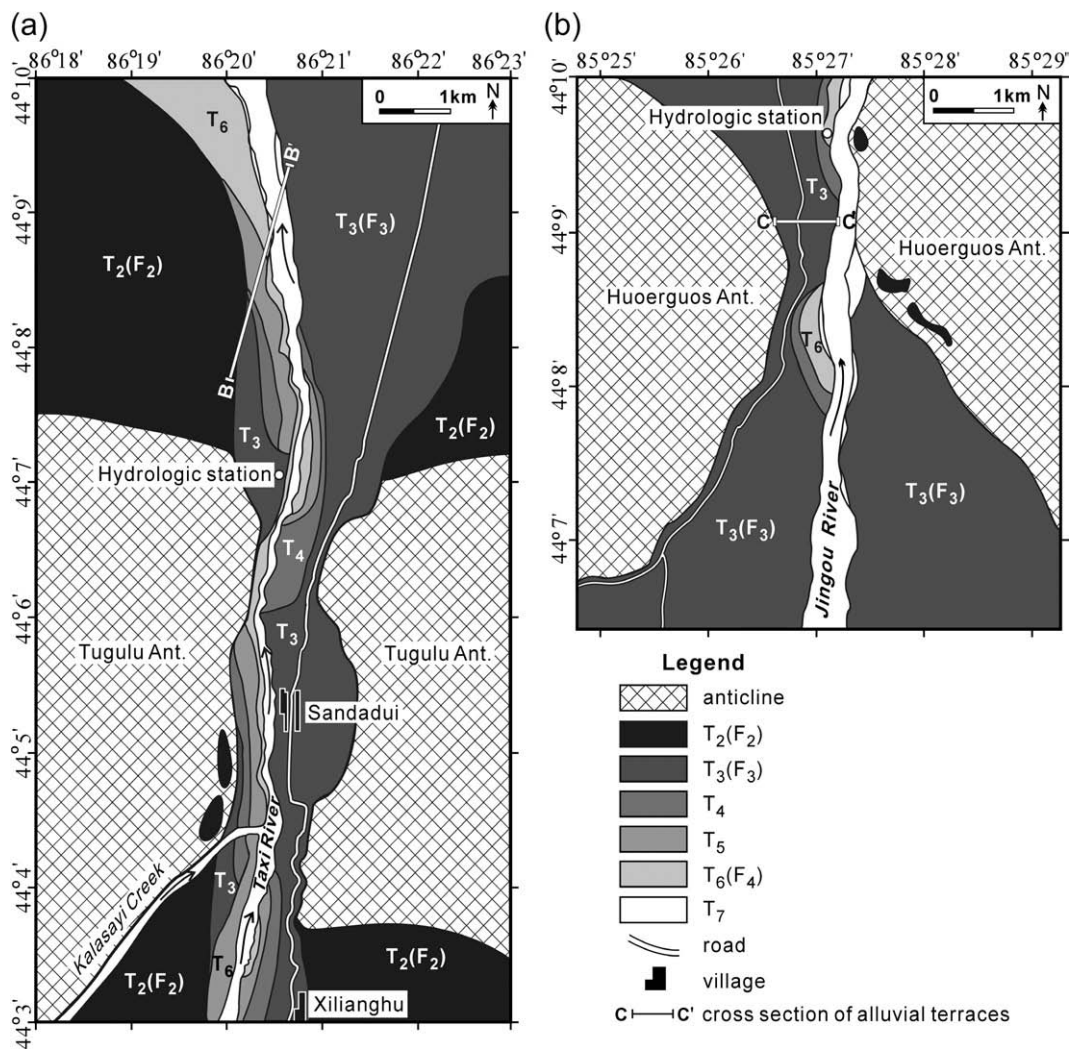 (a)
86°18' 86°19' 86°20' 86°21' 86°22' 86°23'
44°10'
44°9'
44°8'
44°7'
44°6'
44°5'
44°4'
44°3'
0 1km
N
T6
B'
T3(F3)
T2(F2)
B
T2(F2)
T3
Hydrologic station
T4
T3
Tugulu Ant.
Tugulu Ant.
Sandadui
Taxi River
Kalasayi Creek
T3
T2(F2)
T6
T2(F2)
Xilianghu
(b)
85°25' 85°26' 85°27' 85°28' 85°29"
44°10'
44°9'
44°8'
44°7'
0 1km
N
Hydrologic station
T3
C C'
Huoerguos Ant.
Huoerguos Ant.
T6
T3(F3)
T3(F3)
Jingou River
Legend
anticline
T2(F2)
T3(F3)
T4
T5
T6(F4)
T7
road
village
C C' cross section of alluvial terraces